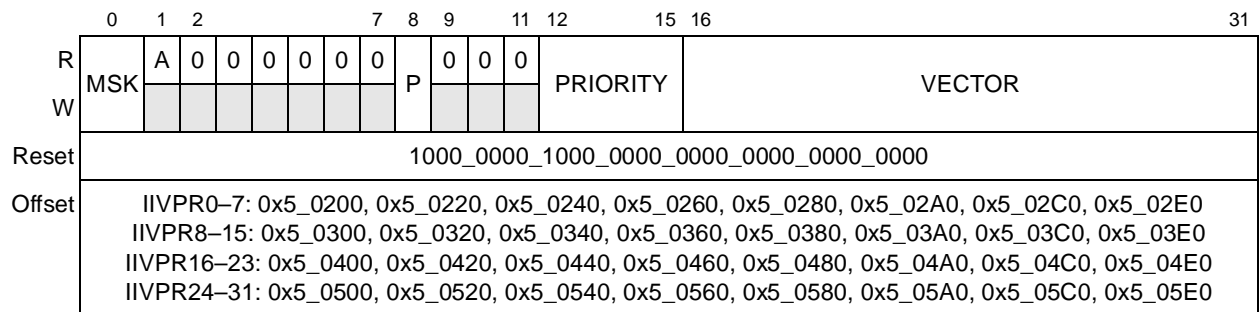 0 1 2 7 8 9 11 12 15 16 31
R MSK A 0 0 0 0 0 0 P 0 0 0 PRIORITY VECTOR
W
Reset 1000_0000_1000_0000_0000_0000_0000_0000
Offset IIVPR0–7: 0x5_0200, 0x5_0220, 0x5_0240, 0x5_0260, 0x5_0280, 0x5_02A0, 0x5_02C0, 0x5_02E0
IIVPR8–15: 0x5_0300, 0x5_0320, 0x5_0340, 0x5_0360, 0x5_0380, 0x5_03A0, 0x5_03C0, 0x5_03E0
IIVPR16–23: 0x5_0400, 0x5_0420, 0x5_0440, 0x5_0460, 0x5_0480, 0x5_04A0, 0x5_04C0, 0x5_04E0
IIVPR24–31: 0x5_0500, 0x5_0520, 0x5_0540, 0x5_0560, 0x5_0580, 0x5_05A0, 0x5_05C0, 0x5_05E0